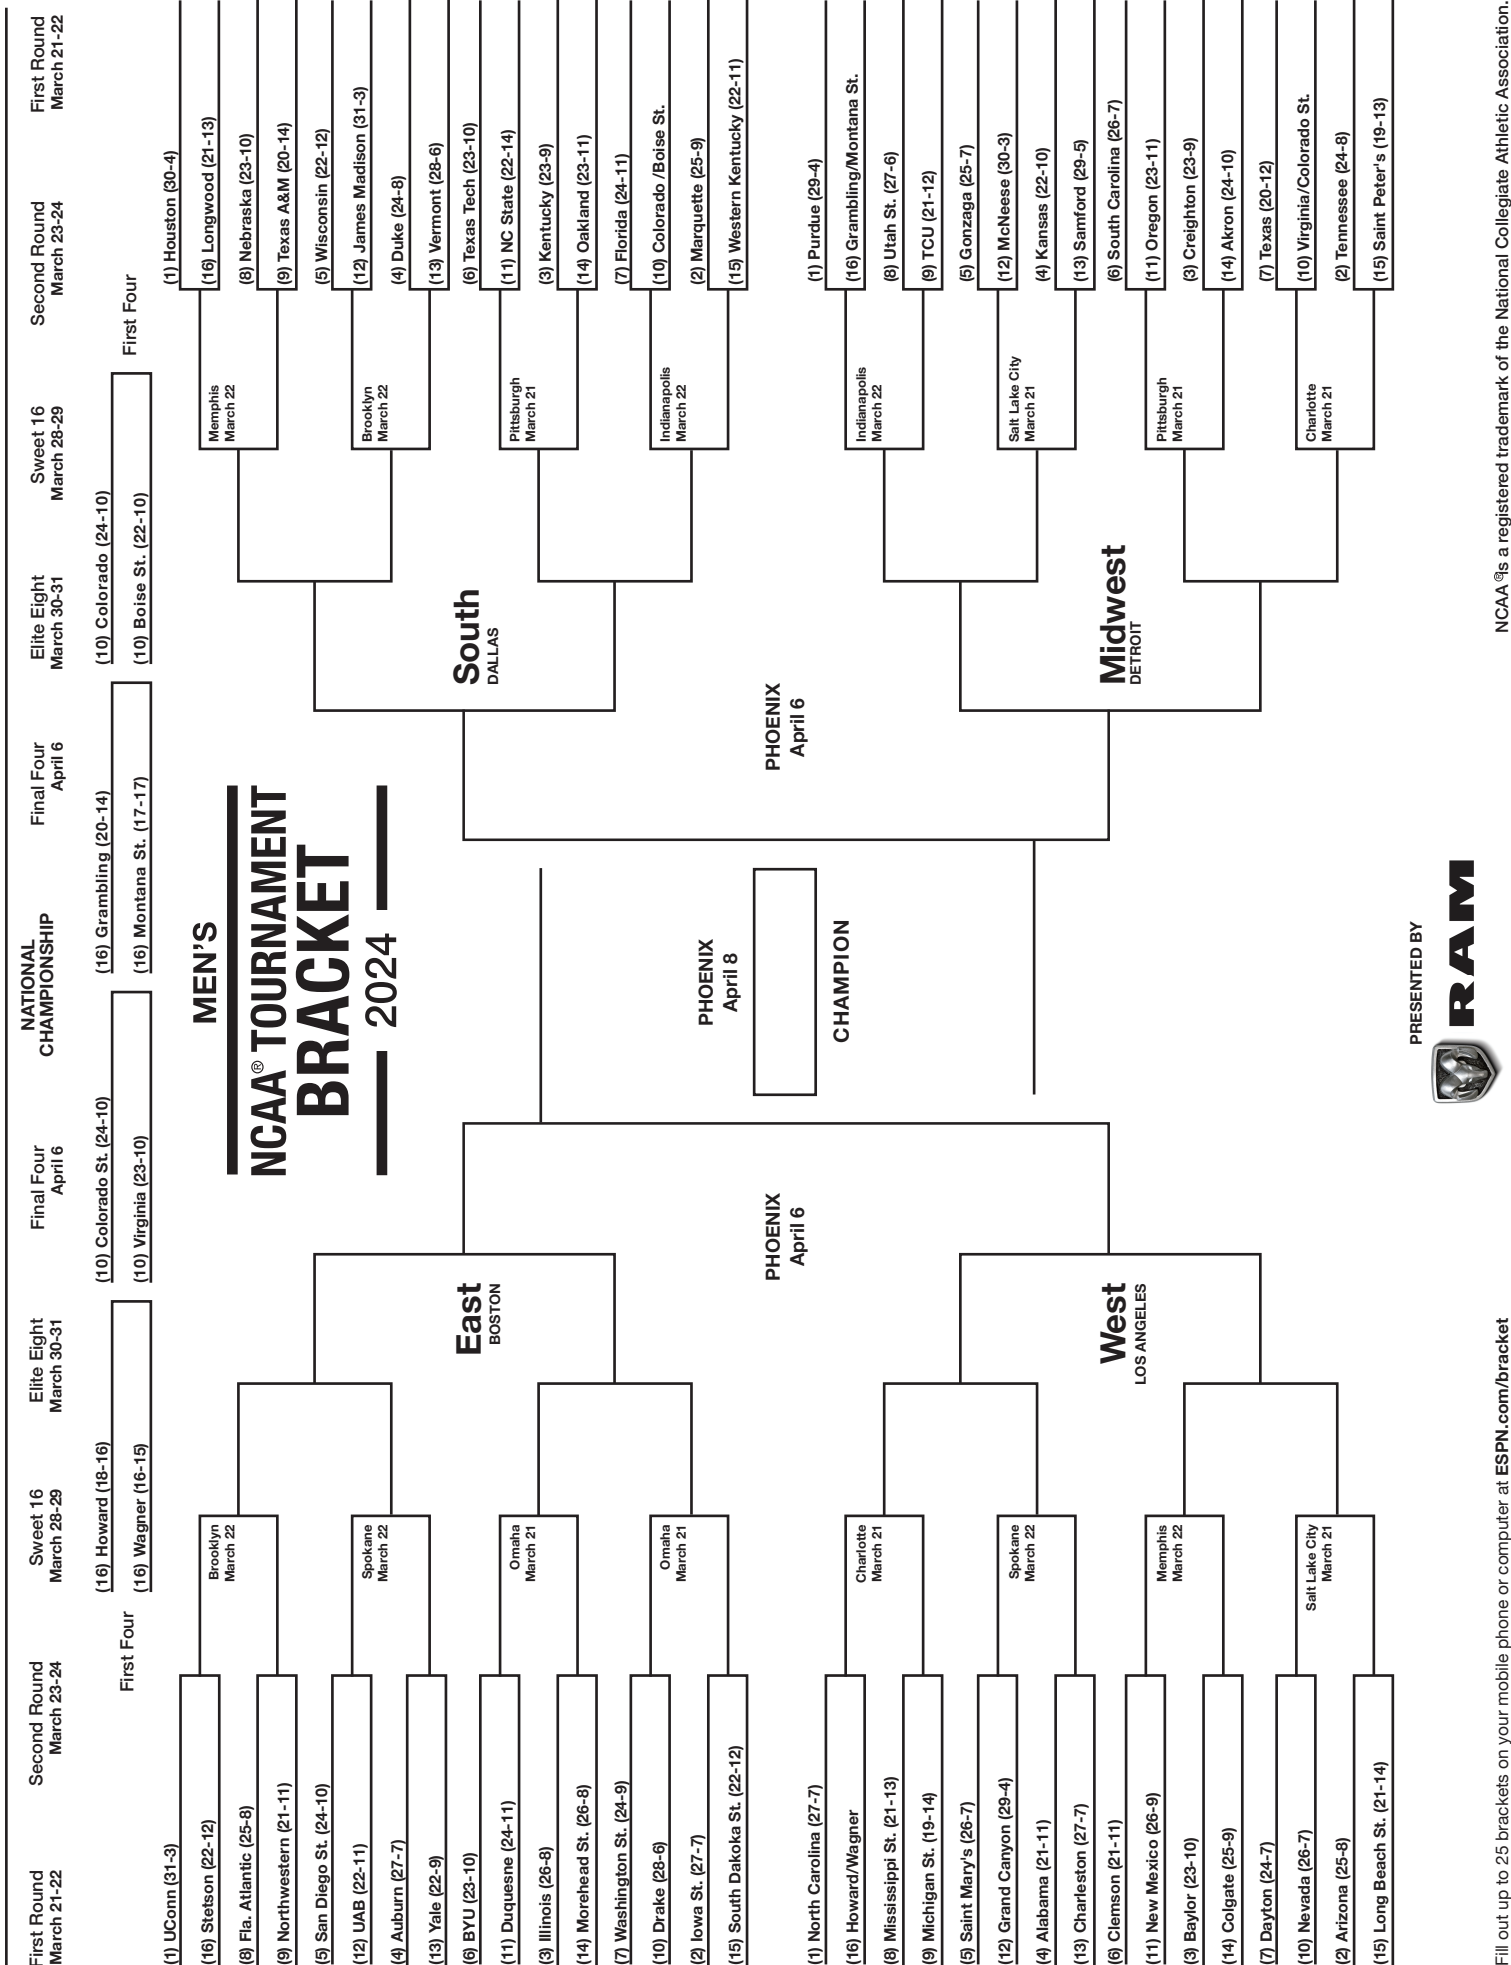 First Round
March 21-22
Second Round
March 23-24
Sweet 16
March 28-29
Elite Eight
March 30-31
Final Four
April 6
NATIONAL
CHAMPIONSHIP
Final Four
April 6
Elite Eight
March 30-31
Sweet 16
March 28-29
Second Round
March 23-24
First Round
March 21-22
First Four
(16) Howard (18-16)
(16) Wagner (16-15)
(10) Colorado St. (24-10)
(10) Virginia (23-10)
(16) Grambling (20-14)
(16) Montana St. (17-17)
(10) Colorado (24-10)
(10) Boise St. (22-10)
First Four
MEN'S
NCAA® TOURNAMENT
BRACKET
2024
(1) UConn (31-3)
(16) Stetson (22-12)
(8) Fla. Atlantic (25-8)
(9) Northwestern (21-11)
(5) San Diego St. (24-10)
(12) UAB (22-11)
(4) Auburn (27-7)
(13) Yale (22-9)
(6) BYU (23-10)
(11) Duquesne (24-11)
(3) Illinois (26-8)
(14) Morehead St. (26-8)
(7) Washington St. (24-9)
(10) Drake (28-6)
(2) Iowa St. (27-7)
(15) South Dakota St. (22-12)
Brooklyn
March 22
Spokane
March 22
Omaha
March 21
Omaha
March 21
East
BOSTON
(1) North Carolina (27-7)
(16) Howard/Wagner
(8) Mississippi St. (21-13)
(9) Michigan St. (19-14)
(5) Saint Mary's (26-7)
(12) Grand Canyon (29-4)
(4) Alabama (21-11)
(13) Charleston (27-7)
(6) Clemson (21-11)
(11) New Mexico (26-9)
(3) Baylor (23-10)
(14) Colgate (25-9)
(7) Dayton (24-7)
(10) Nevada (26-7)
(2) Arizona (25-8)
(15) Long Beach St. (21-14)
Charlotte
March 21
Spokane
March 22
Memphis
March 22
Salt Lake City
March 21
West
LOS ANGELES
PHOENIX
April 6
PHOENIX
April 8
CHAMPION
PHOENIX
April 6
South
DALLAS
Memphis
March 22
Brooklyn
March 22
Pittsburgh
March 21
Indianapolis
March 22
(1) Houston (30-4)
(16) Longwood (21-13)
(8) Nebraska (23-10)
(9) Texas A&M (20-14)
(5) Wisconsin (22-12)
(12) James Madison (31-3)
(4) Duke (24-8)
(13) Vermont (28-6)
(6) Texas Tech (23-10)
(11) NC State (22-14)
(3) Kentucky (23-9)
(14) Oakland (23-11)
(7) Florida (24-11)
(10) Colorado /Boise St.
(2) Marquette (25-9)
(15) Western Kentucky (22-11)
Midwest
DETROIT
Indianapolis
March 22
Salt Lake City
March 21
Pittsburgh
March 21
Charlotte
March 21
(1) Purdue (29-4)
(16) Grambling/Montana St.
(8) Utah St. (27-6)
(9) TCU (21-12)
(5) Gonzaga (25-7)
(12) McNeese (30-3)
(4) Kansas (22-10)
(13) Samford (29-5)
(6) South Carolina (26-7)
(11) Oregon (23-11)
(3) Creighton (23-9)
(14) Akron (24-10)
(7) Texas (20-12)
(10) Virginia/Colorado St.
(2) Tennessee (24-8)
(15) Saint Peter's (19-13)
PRESENTED BY
RAM
Fill out up to 25 brackets on your mobile phone or computer at ESPN.com/bracket
NCAA ®is a registered trademark of the National Collegiate Athletic Association.